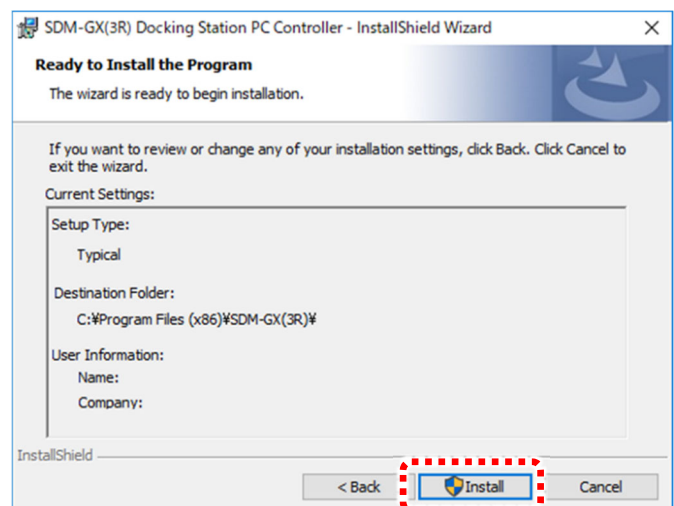 SDM-GX(3R) Docking Station PC Controller - InstallShield Wizard
Ready to Install the Program
The wizard is ready to begin installation.
If you want to review or change any of your installation settings, click Back. Click Cancel to
exit the wizard.
Current Settings:
Setup Type:
Typical
Destination Folder:
C:¥Program Files (x86)¥SDM-GX(3R)¥
User Information:
Name:
Company:
InstallShield
< Back
Install
Cancel